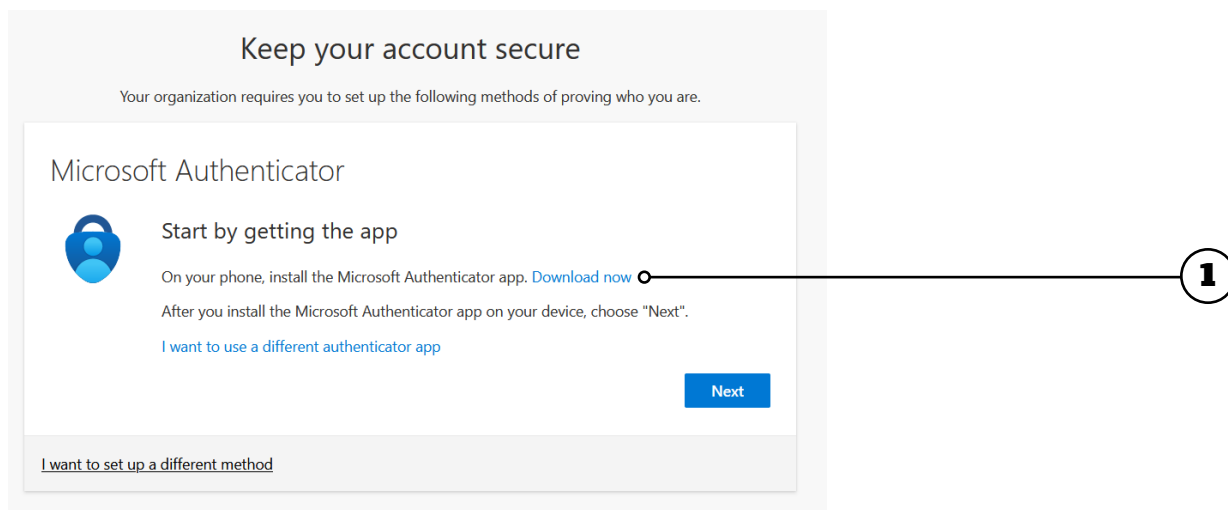 Keep your account secure
Your organization requires you to set up the following methods of proving who you are.
Microsoft Authenticator
Start by getting the app
On your phone, install the Microsoft Authenticator app. Download now
1
After you install the Microsoft Authenticator app on your device, choose "Next".
I want to use a different authenticator app
Next
I want to set up a different method